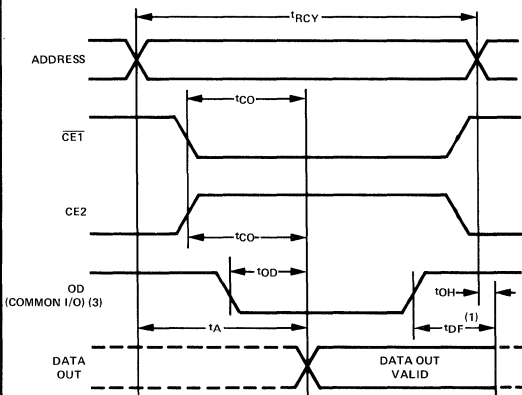 tRCY
ADDRESS
tCO
CE1
CE2
tCO
OD
(COMMON I/O) (3)
tOD
tOH
(1)
tA
tDF
DATA
OUT
DATA OUT
VALID